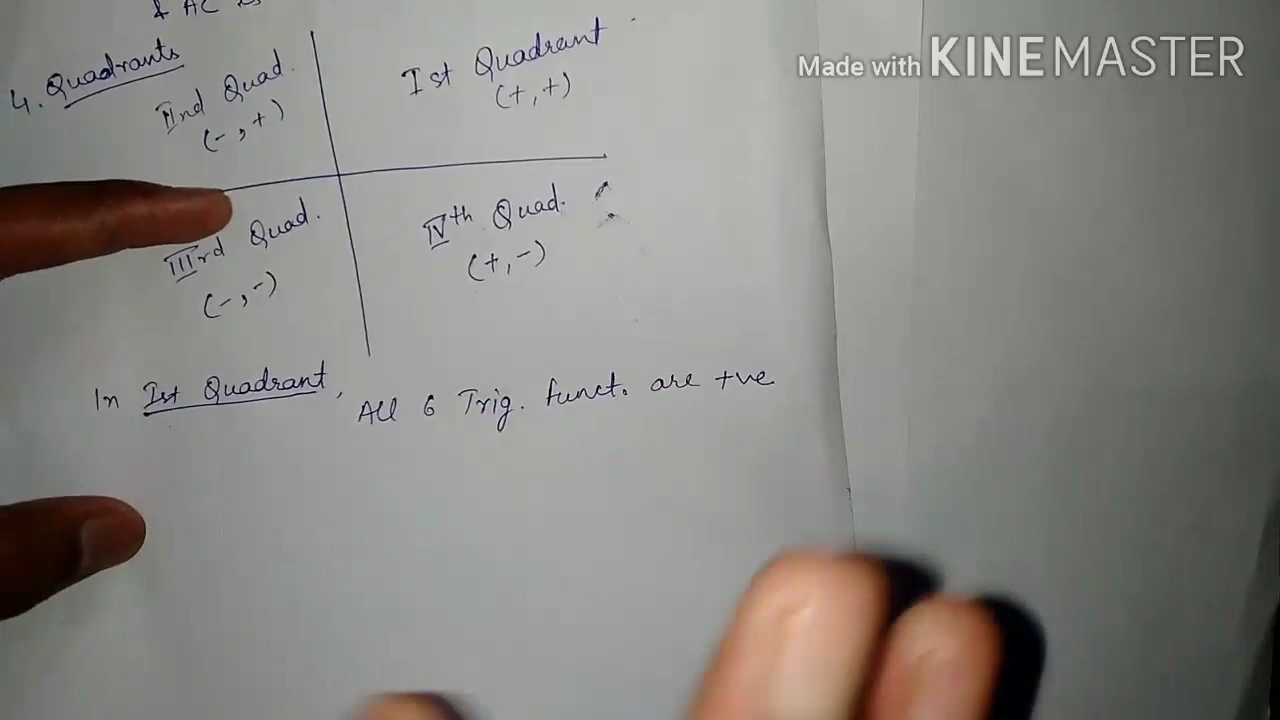 & AC
4. Quadrants
IInd Quad.
(-, +)
Ist Quadrant
(+, +)
IIIrd Quad.
(-, -)
IVth Quad.
(+, -)
In Ist Quadrant, All 6 Trig. funct. are +ve
Made with KINEMASTER